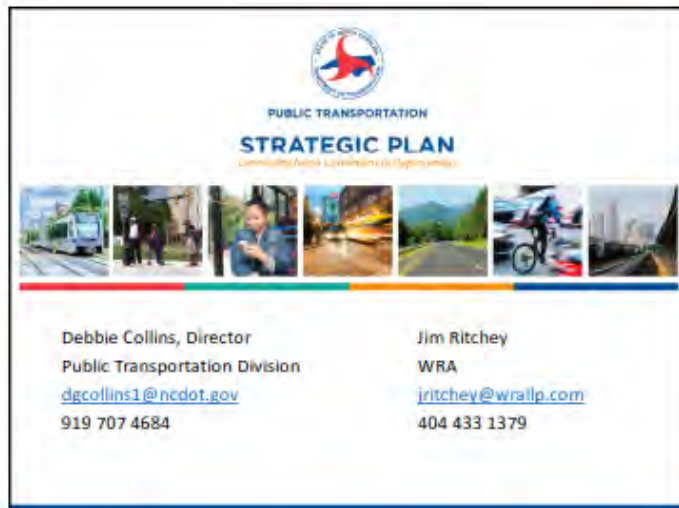 PUBLIC TRANSPORTATION
STRATEGIC PLAN
Debbie Collins, Director
Public Transportation Division
dgcollins1@ncdot.gov
919 707 4684
Jim Ritchey
WRA
jritchey@wrallp.com
404 433 1379